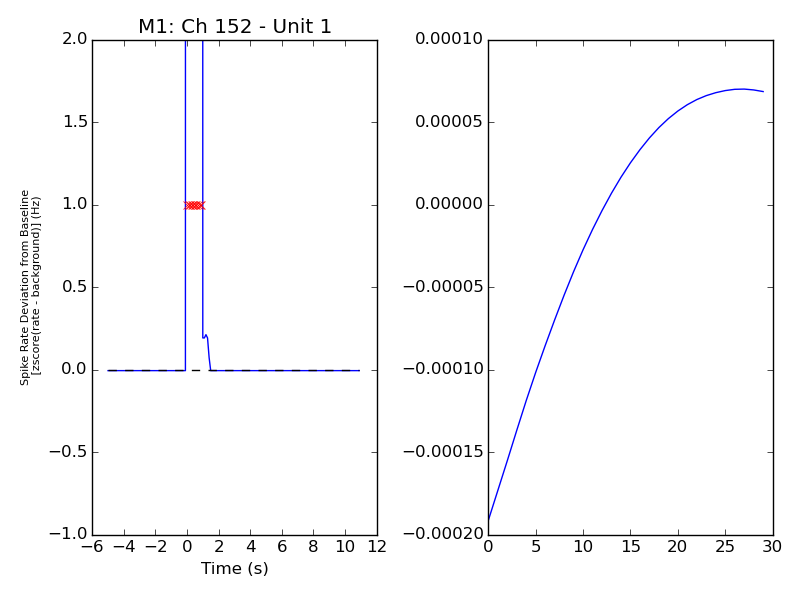 M1: Ch 152 - Unit 1
Spike Rate Deviation from Baseline
[zscore(rate - background)] (Hz)
2.0
1.5
1.0
0.5
0.0
−0.5
−1.0
−6 −4 −2 0 2 4 6 8 10 12
Time (s)
0.00010
0.00005
0.00000
−0.00005
−0.00010
−0.00015
−0.00020
0 5 10 15 20 25 30